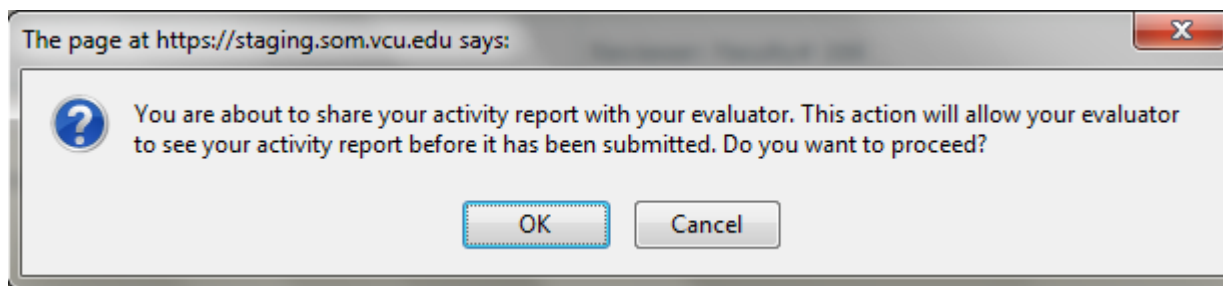 The page at https://staging.som.vcu.edu says:
X
You are about to share your activity report with your evaluator. This action will allow your evaluator
to see your activity report before it has been submitted. Do you want to proceed?
OK
Cancel